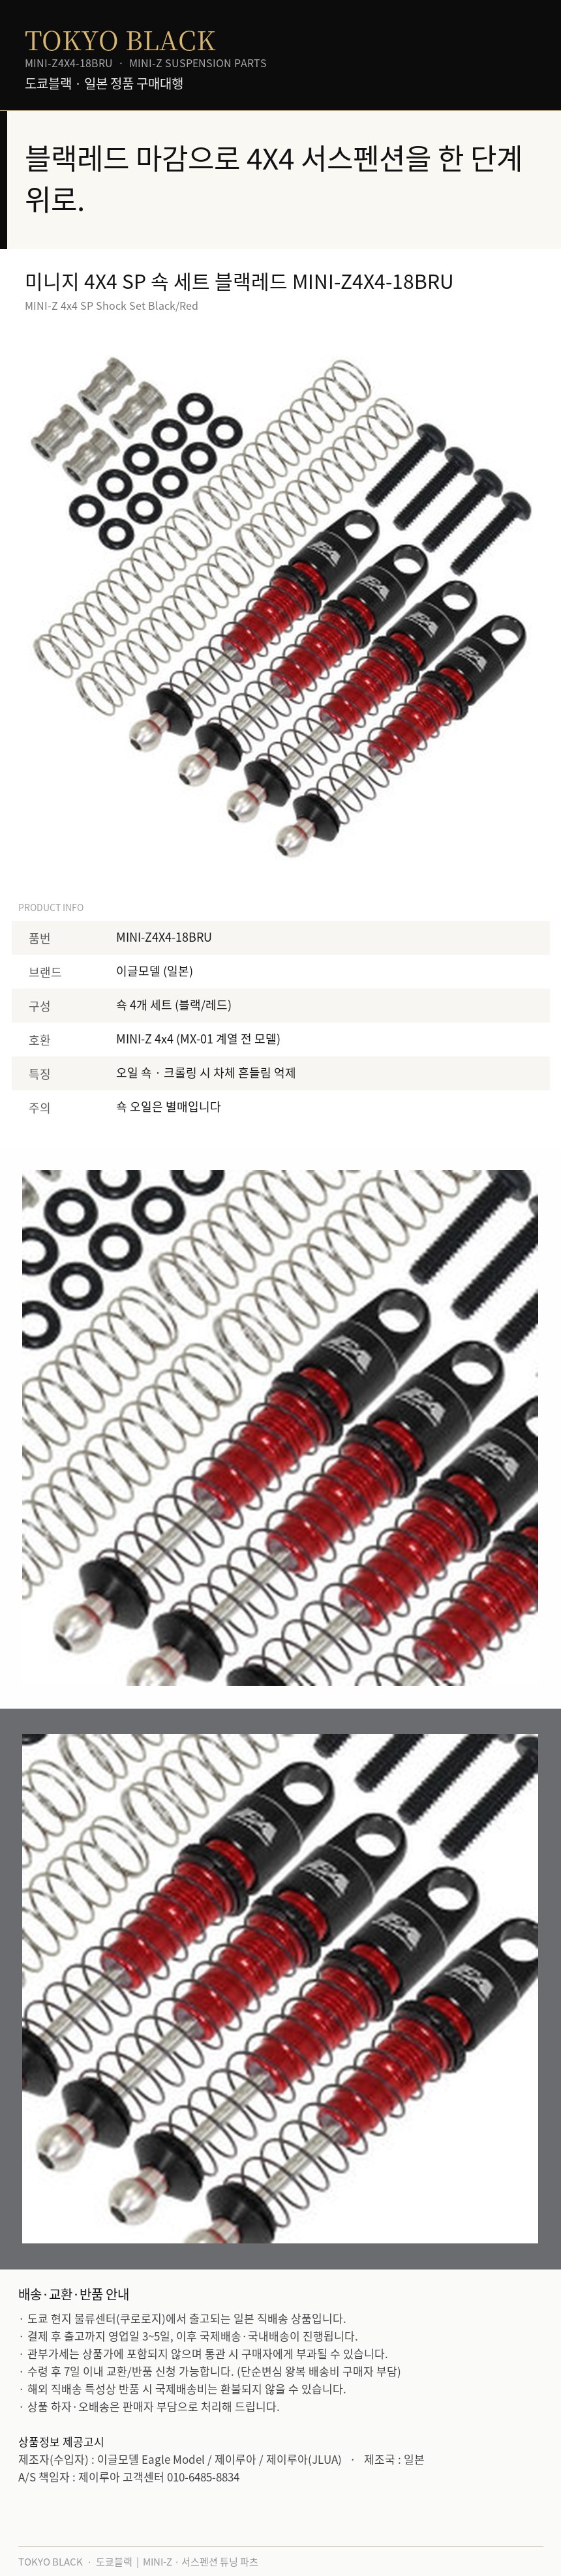 TOKYO BLACK
MINI-Z4X4-18BRU · MINI-Z SUSPENSION PARTS
도쿄블랙 · 일본 정품 구매대행
블랙레드 마감으로 4X4 서스펜션을 한 단계
위로.
미니지 4X4 SP 쇽 세트 블랙레드 MINI-Z4X4-18BRU
MINI-Z 4x4 SP Shock Set Black/Red
PRODUCT INFO
품번 MINI-Z4X4-18BRU
브랜드 이글모델 (일본)
구성 쇽 4개 세트 (블랙/레드)
호환 MINI-Z 4x4 (MX-01 계열 전 모델)
특징 오일 쇽 · 크롤링 시 차체 흔들림 억제
주의 쇽 오일은 별매입니다
배송·교환·반품 안내
· 도쿄 현지 물류센터(쿠로로지)에서 출고되는 일본 직배송 상품입니다.
· 결제 후 출고까지 영업일 3~5일, 이후 국제배송·국내배송이 진행됩니다.
· 관부가세는 상품가에 포함되지 않으며 통관 시 구매자에게 부과될 수 있습니다.
· 수령 후 7일 이내 교환/반품 신청 가능합니다. (단순변심 왕복 배송비 구매자 부담)
· 해외 직배송 특성상 반품 시 국제배송비는 환불되지 않을 수 있습니다.
· 상품 하자·오배송은 판매자 부담으로 처리해 드립니다.
상품정보 제공고시
제조자(수입자) : 이글모델 Eagle Model / 제이루아 / 제이루아(JLUA) · 제조국 : 일본
A/S 책임자 : 제이루아 고객센터 010-6485-8834
TOKYO BLACK · 도쿄블랙 | MINI-Z · 서스펜션 튜닝 파츠